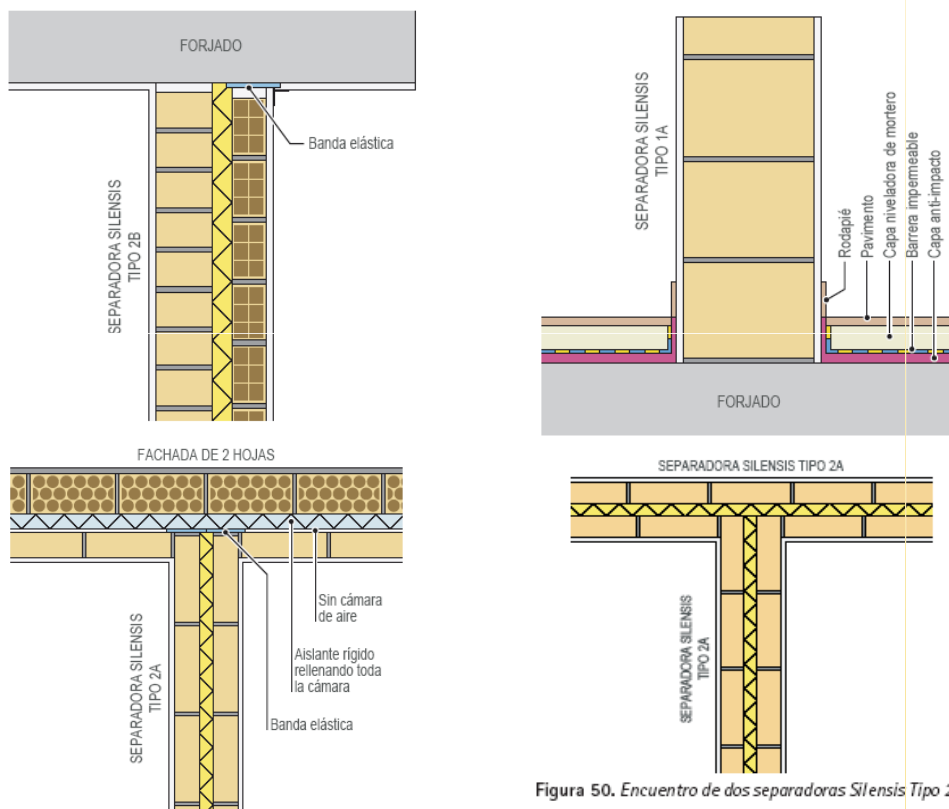 FORJADO
Banda elástica
SEPARADORA SILENSIS
TIPO 2B
SEPARADORA SILENSIS
TIPO 1A
Rodapié
Pavimento
Capa niveladora de mortero
Barrera impermeable
Capa anti-impacto
FORJADO
FACHADA DE 2 HOJAS
Sin cámara
de aire
Aislante rígido
rellenando toda
la cámara
Banda elástica
SEPARADORA SILENSIS
TIPO 2A
SEPARADORA SILENSIS TIPO 2A
SEPARADORA SILENSIS
TIPO 2A
Figura 50. Encuentro de dos separadoras Silensis Tipo